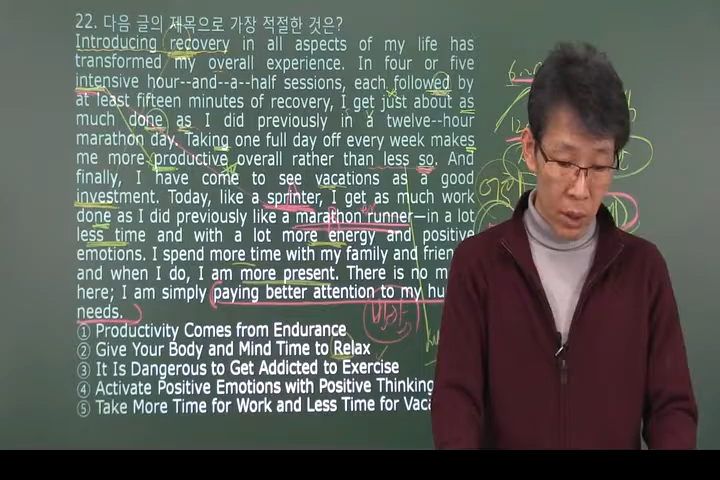 22. 다음 글의 제목으로 가장 적절한 것은?
Introducing recovery in all aspects of my life has
transformed my overall experience. In four or five
intensive hour--and--a--half sessions, each followed by
at least fifteen minutes of recovery, I get just about as
much done as I did previously in a twelve--hour
marathon day. Taking one full day off every week makes
me more productive overall rather than less so. And
finally, I have come to see vacations as a good
investment. Today, like a sprinter, I get as much work
done as I did previously like a marathon runner—in a lot
less time and with a lot more energy and positive
emotions. I spend more time with my family and
and when I do, I am more present. There is no
here; I am simply paying better attention to my
needs.
① Productivity Comes from Endurance
② Give Your Body and Mind Time to Relax
③ It Is Dangerous to Get Addicted to Exercise
④ Activate Positive Emotions with Positive Thinking
⑤ Take More Time for Work and Less Time for